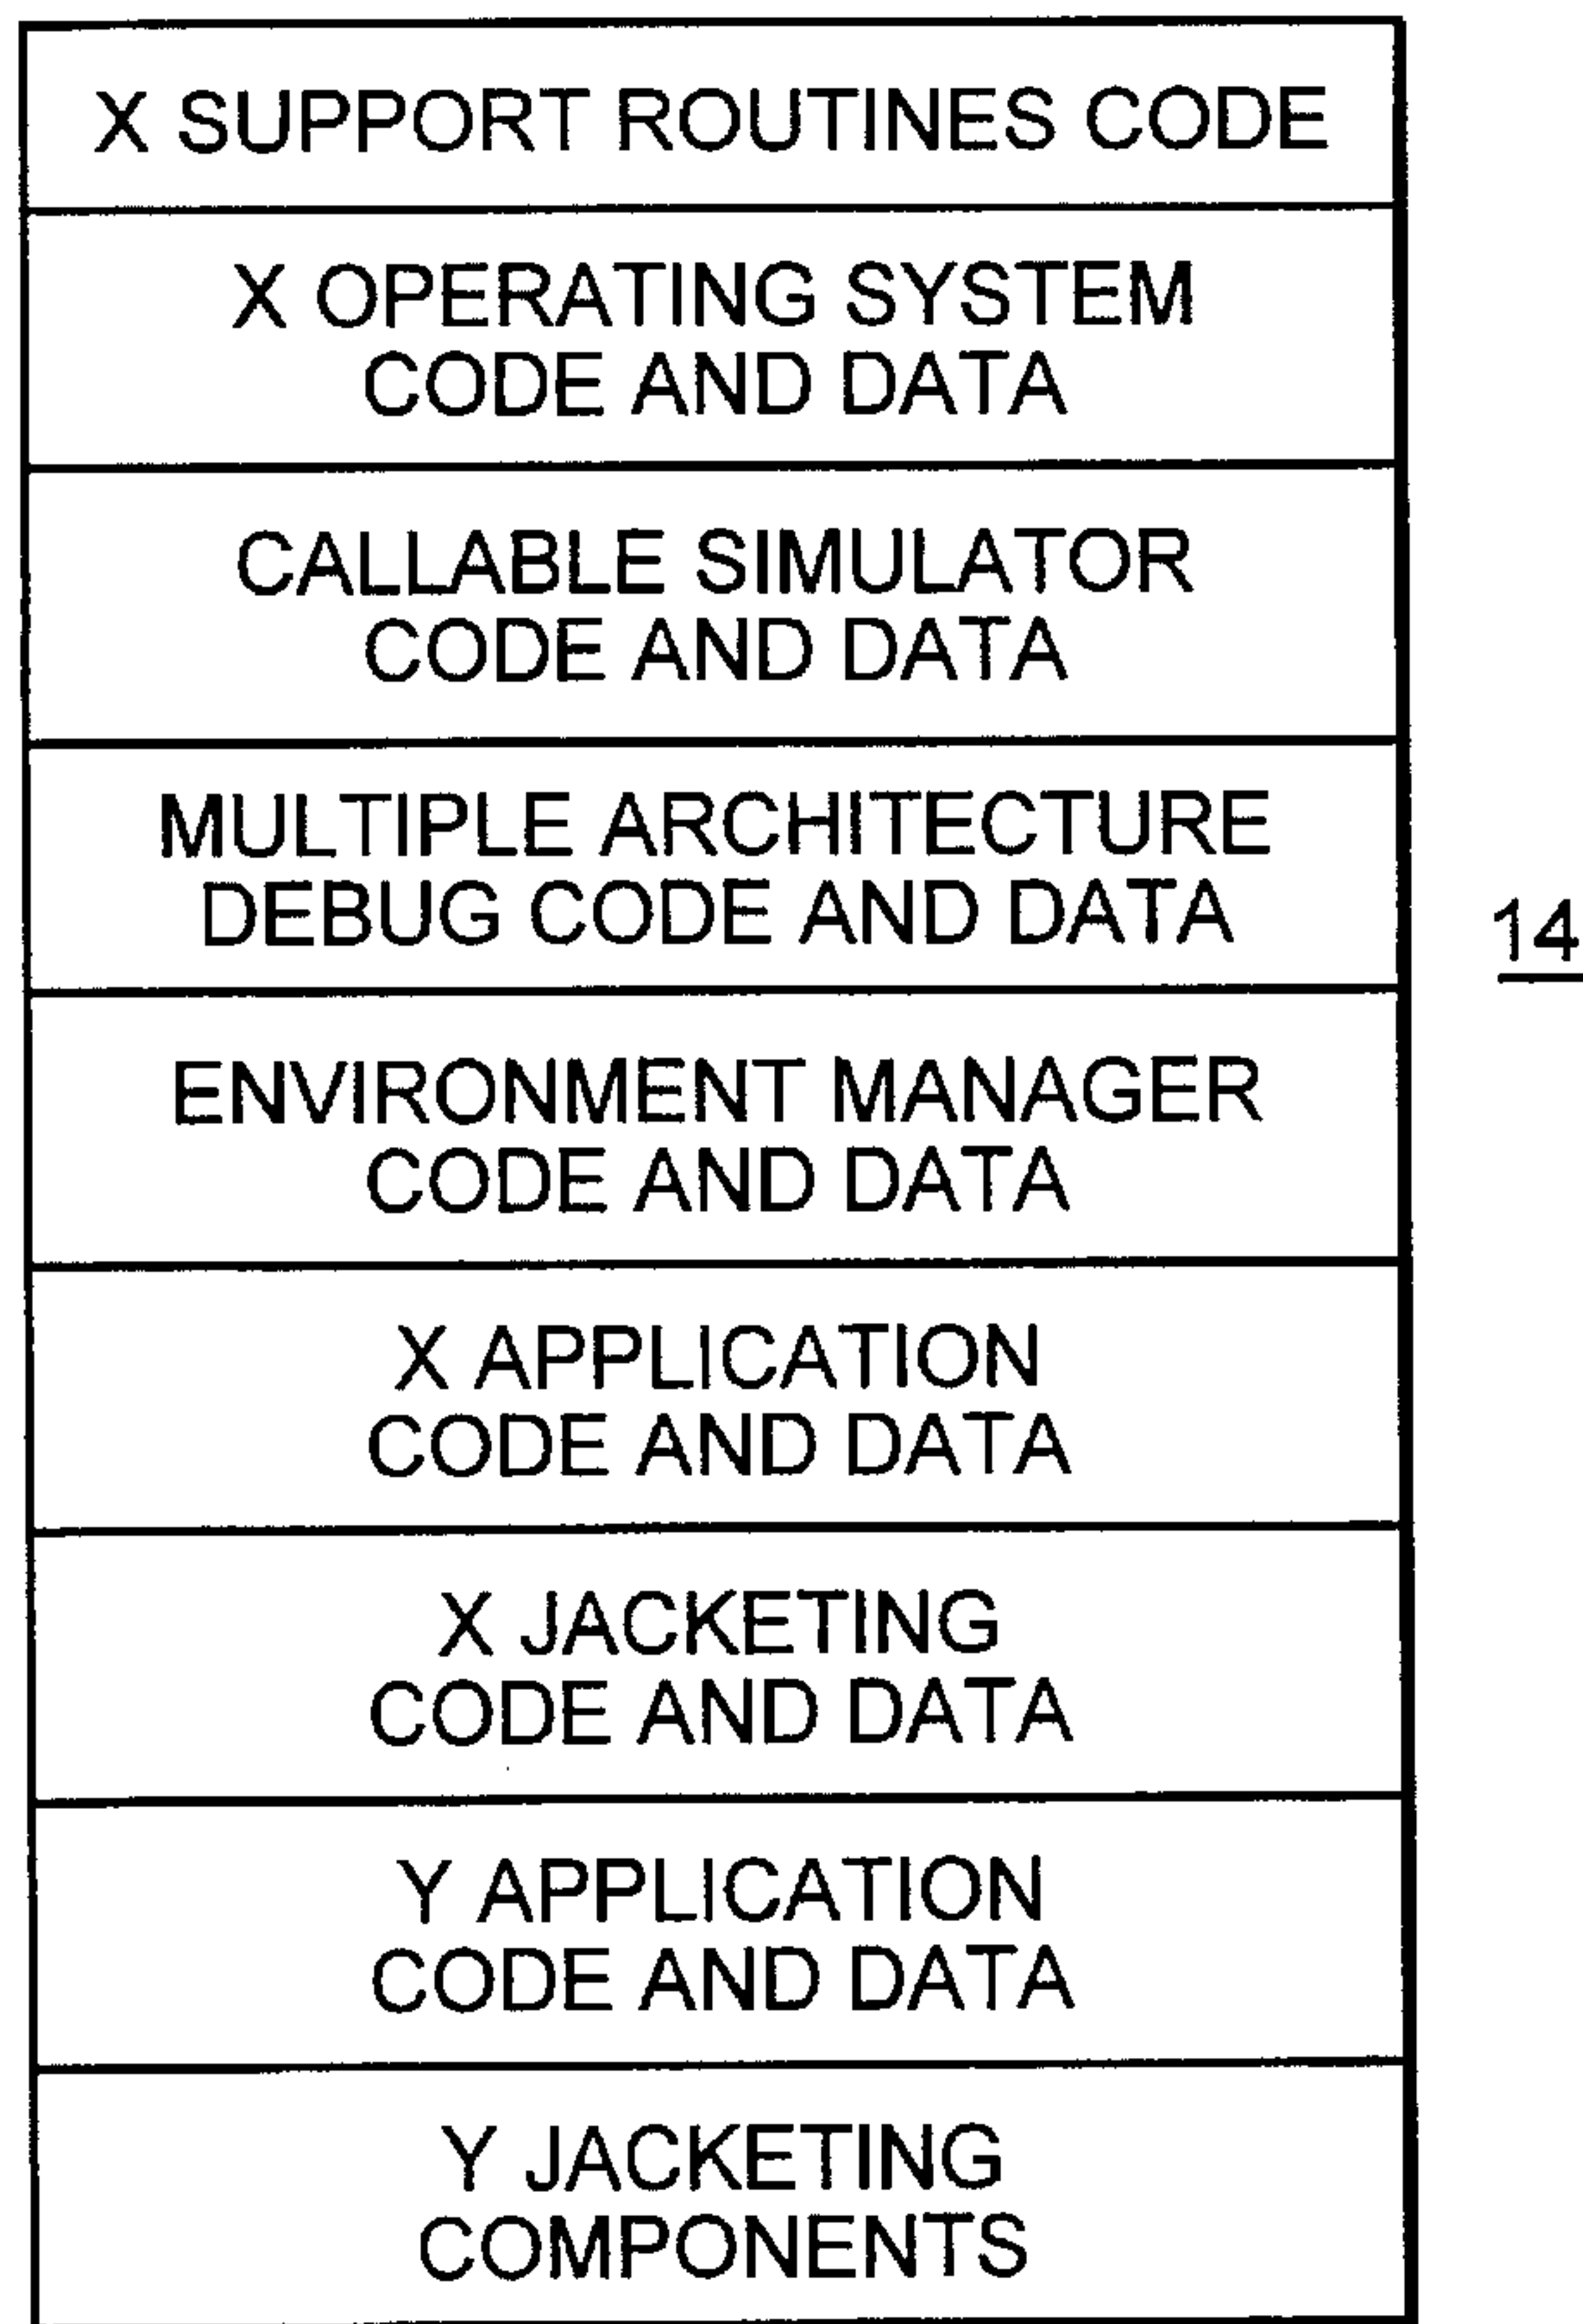 X SUPPORT ROUTINES CODE
X OPERATING SYSTEM
CODE AND DATA
CALLABLE SIMULATOR
CODE AND DATA
MULTIPLE ARCHITECTURE
DEBUG CODE AND DATA
14
ENVIRONMENT MANAGER
CODE AND DATA
X APPLICATION
CODE AND DATA
X JACKETING
CODE AND DATA
Y APPLICATION
CODE AND DATA
Y JACKETING
COMPONENTS